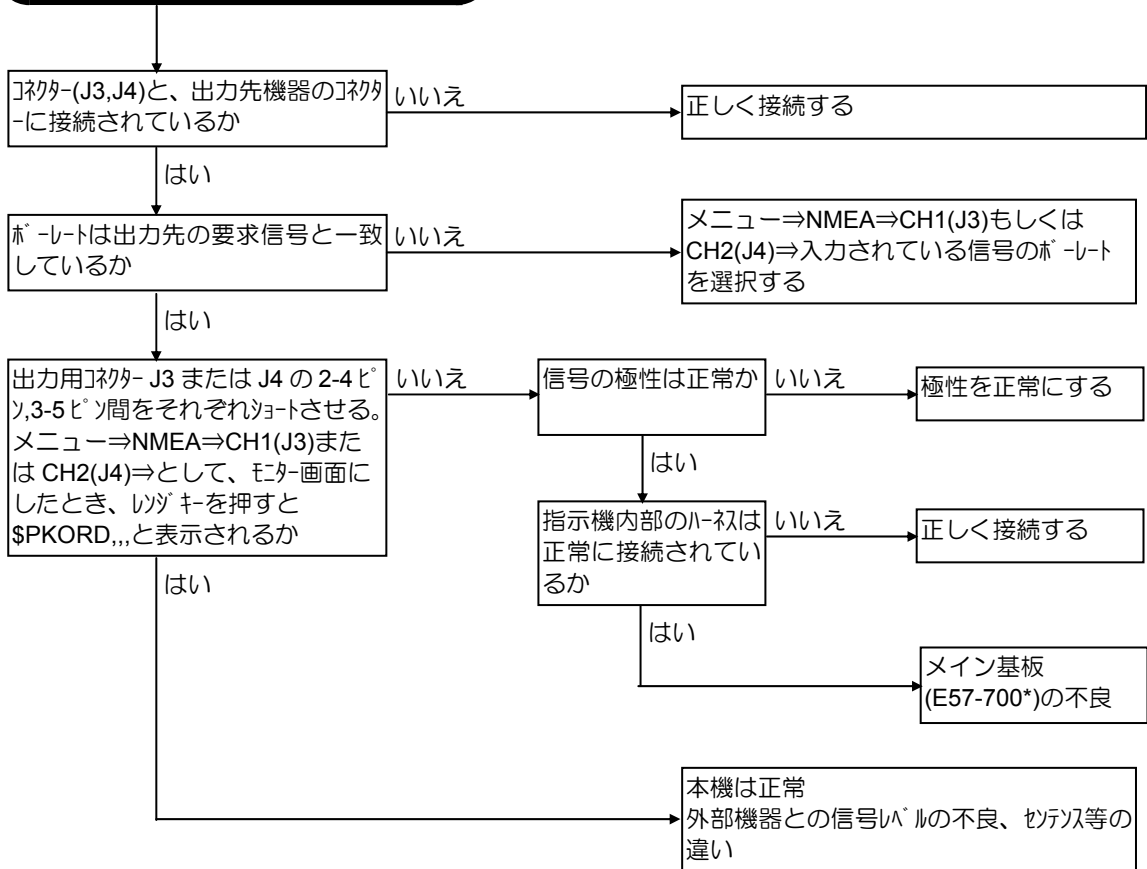 ｺﾈｸﾀｰ(J3,J4)と、出力先機器のｺﾈｸﾀ
ｰに接続されているか
いいえ
正しく接続する
はい
ﾎﾞｰﾚｰﾄは出力先の要求信号と一致
しているか
いいえ
メニュー⇒NMEA⇒CH1(J3)もしくは
CH2(J4)⇒入力されている信号のﾎﾞｰﾚｰﾄ
を選択する
はい
出力用ｺﾈｸﾀｰ J3 または J4 の 2-4 ﾋﾟ
ﾝ,3-5 ﾋﾟﾝ間をそれぞれｼｮｰﾄさせる。
メニュー⇒NMEA⇒CH1(J3)また
は CH2(J4)⇒として、ﾓﾆﾀｰ画面に
したとき、ﾚﾝｼﾞｷｰを押すと
$PKORD,,,と表示されるか
いいえ
信号の極性は正常か
いいえ
極性を正常にする
はい
指示機内部のﾊｰﾈｽは
正常に接続されてい
るか
いいえ
正しく接続する
はい
メイン基板
(E57-700*)の不良
はい
本機は正常
外部機器との信号ﾚﾍﾞﾙの不良、ｾﾝﾃﾝｽ等の
違い